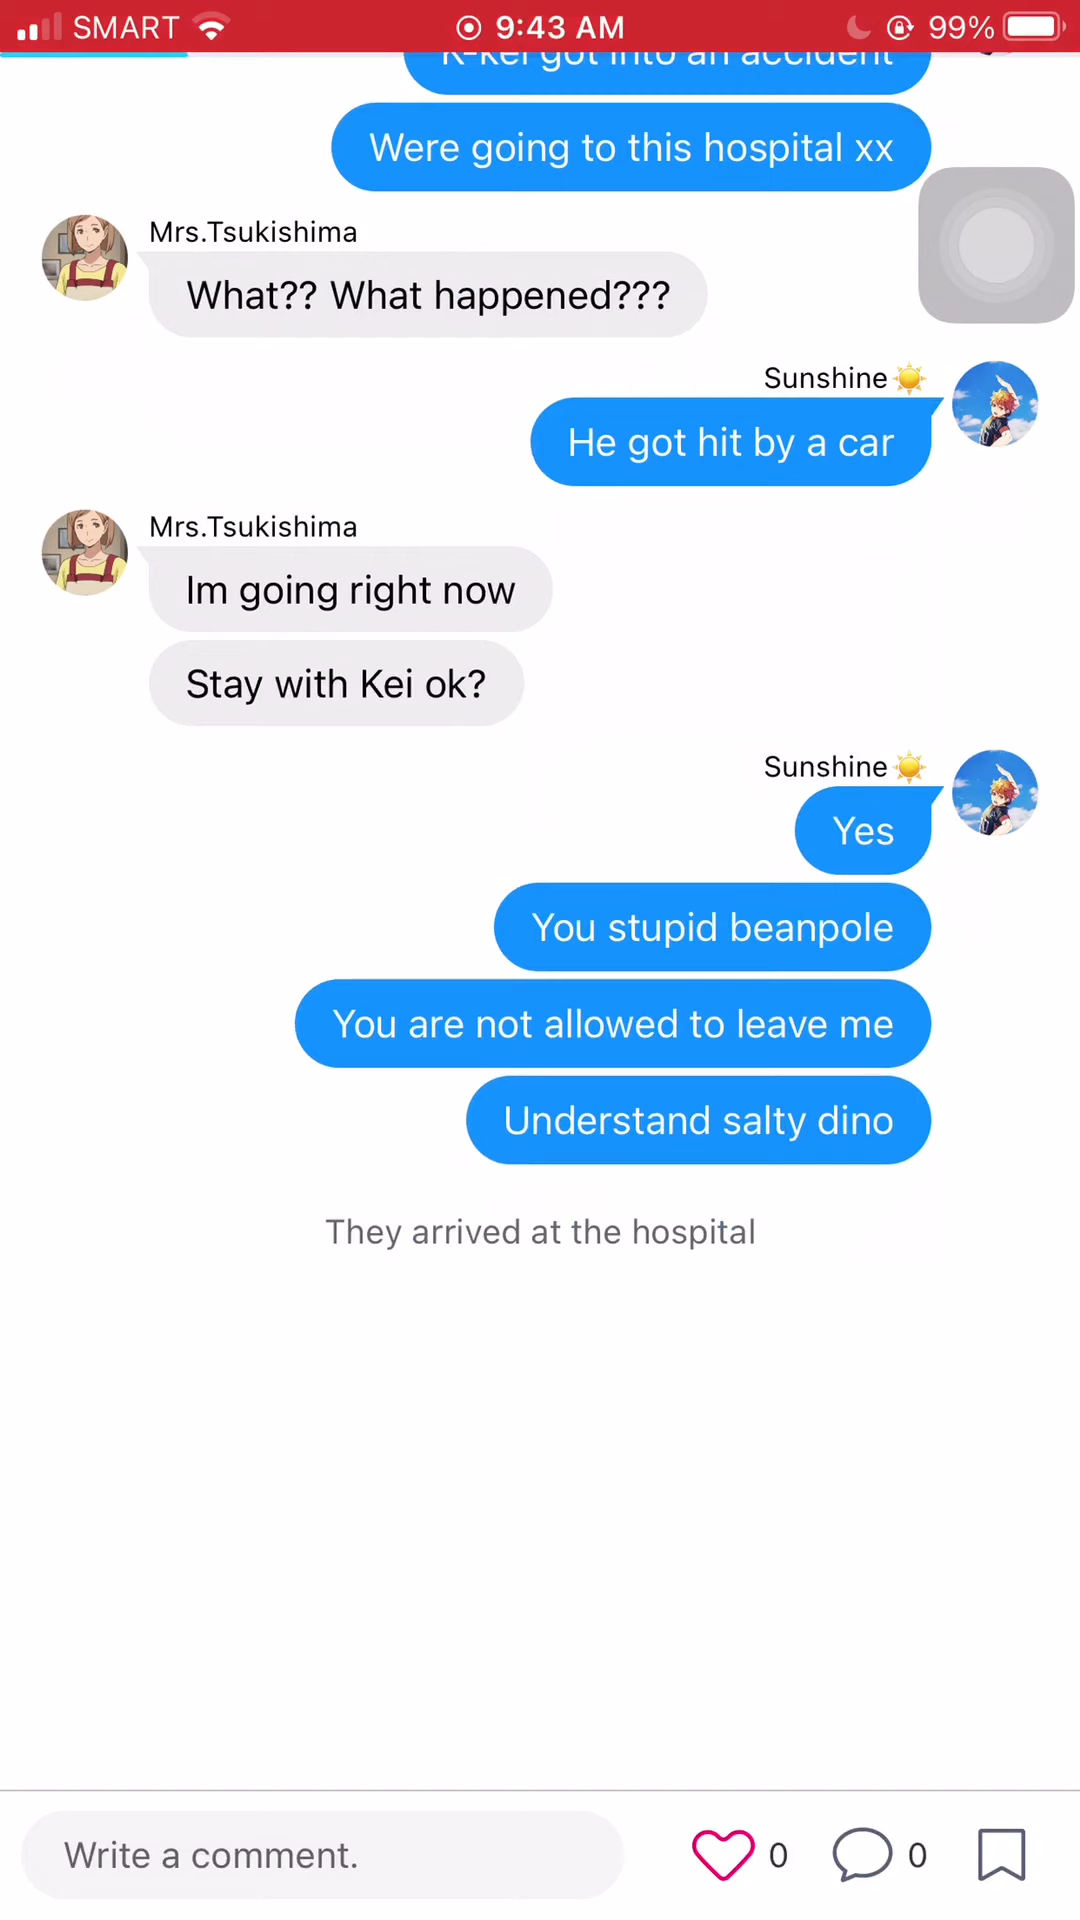 SMART 9:43 AM 99%
K-Kei got into an accident
Were going to this hospital xx
Mrs.Tsukishima
What?? What happened???
Sunshine☀️
He got hit by a car
Mrs.Tsukishima
Im going right now
Stay with Kei ok?
Sunshine☀️
Yes
You stupid beanpole
You are not allowed to leave me
Understand salty dino
They arrived at the hospital
Write a comment. 0 0